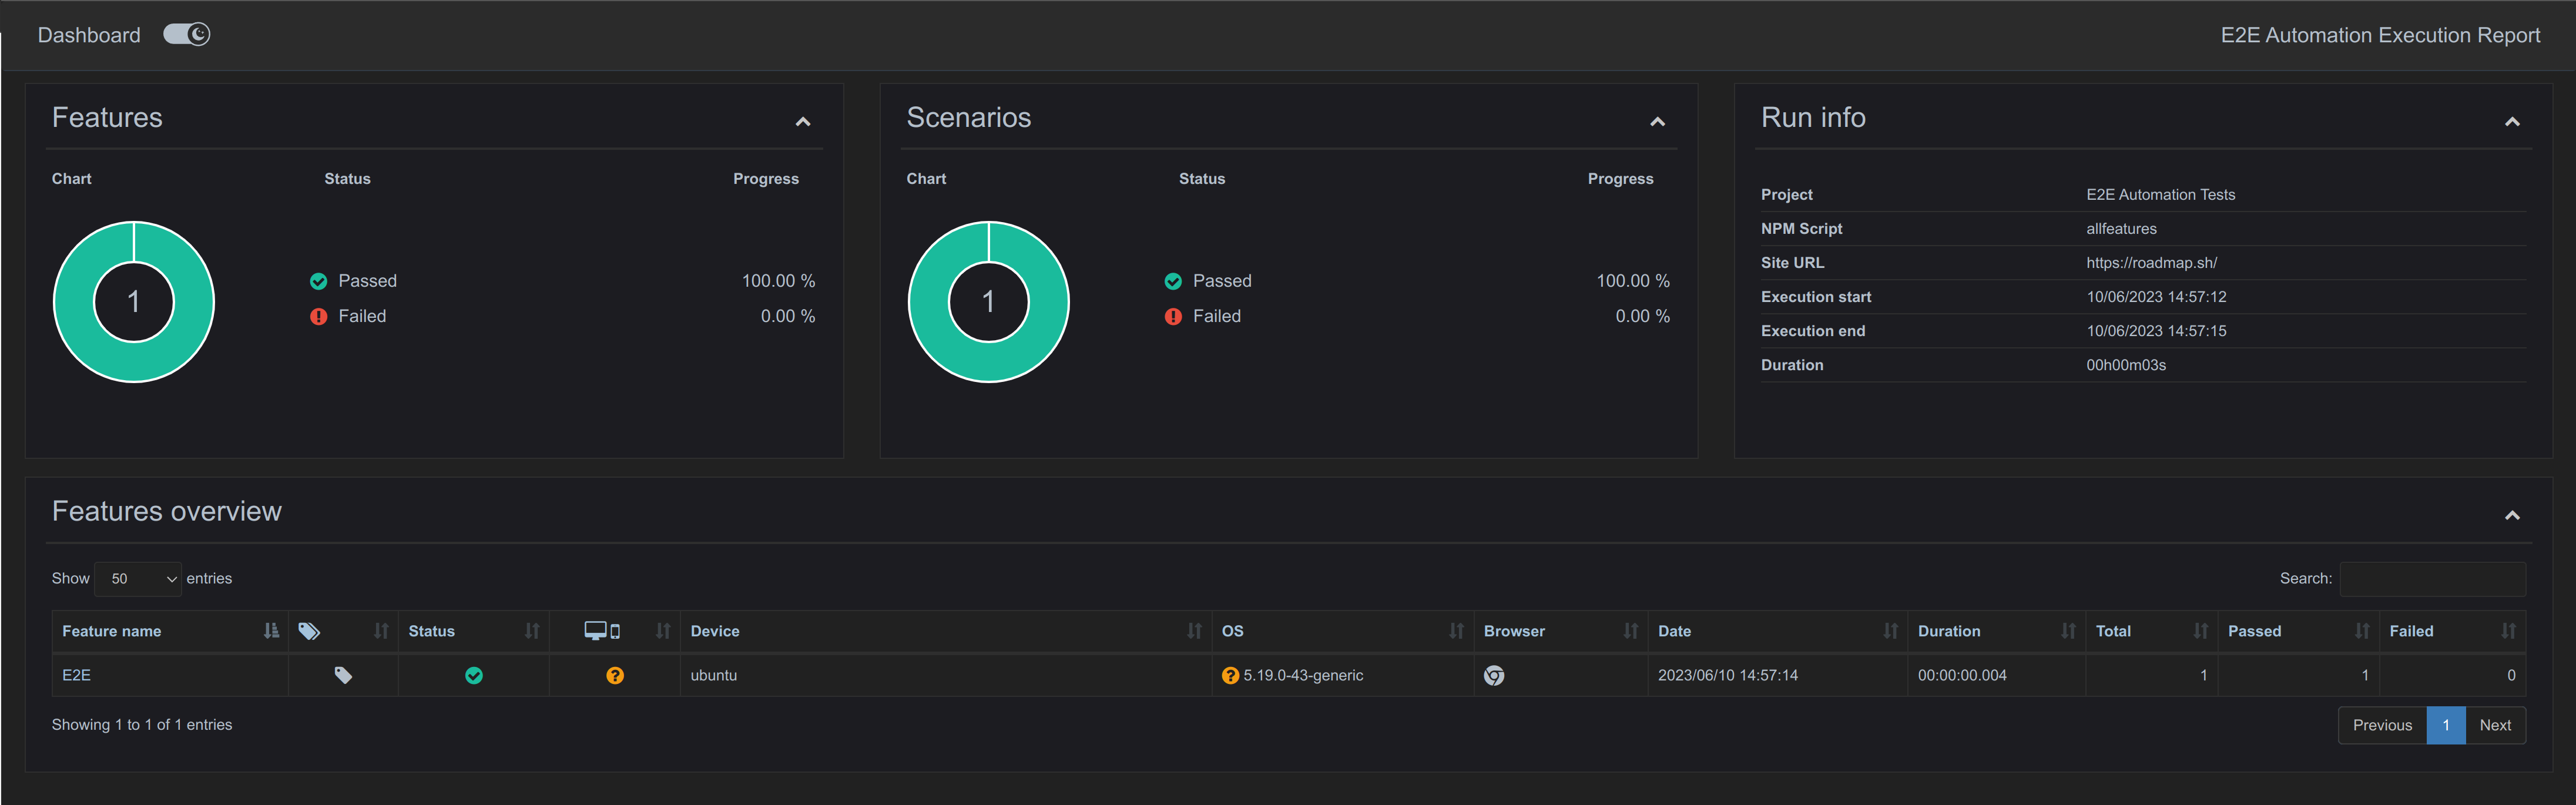 Dashboard
E2E Automation Execution Report
Features
Chart Status Progress
1
Passed 100.00 %
Failed 0.00 %
Scenarios
Chart Status Progress
1
Passed 100.00 %
Failed 0.00 %
Run info
Project E2E Automation Tests
NPM Script allfeatures
Site URL https://roadmap.sh/
Execution start 10/06/2023 14:57:12
Execution end 10/06/2023 14:57:15
Duration 00h00m03s
Features overview
Show 50 entries
Search:
Feature name Status Device OS Browser Date Duration Total Passed Failed
E2E ubuntu 5.19.0-43-generic 2023/06/10 14:57:14 00:00:00.004 1 1 0
Showing 1 to 1 of 1 entries
Previous 1 Next